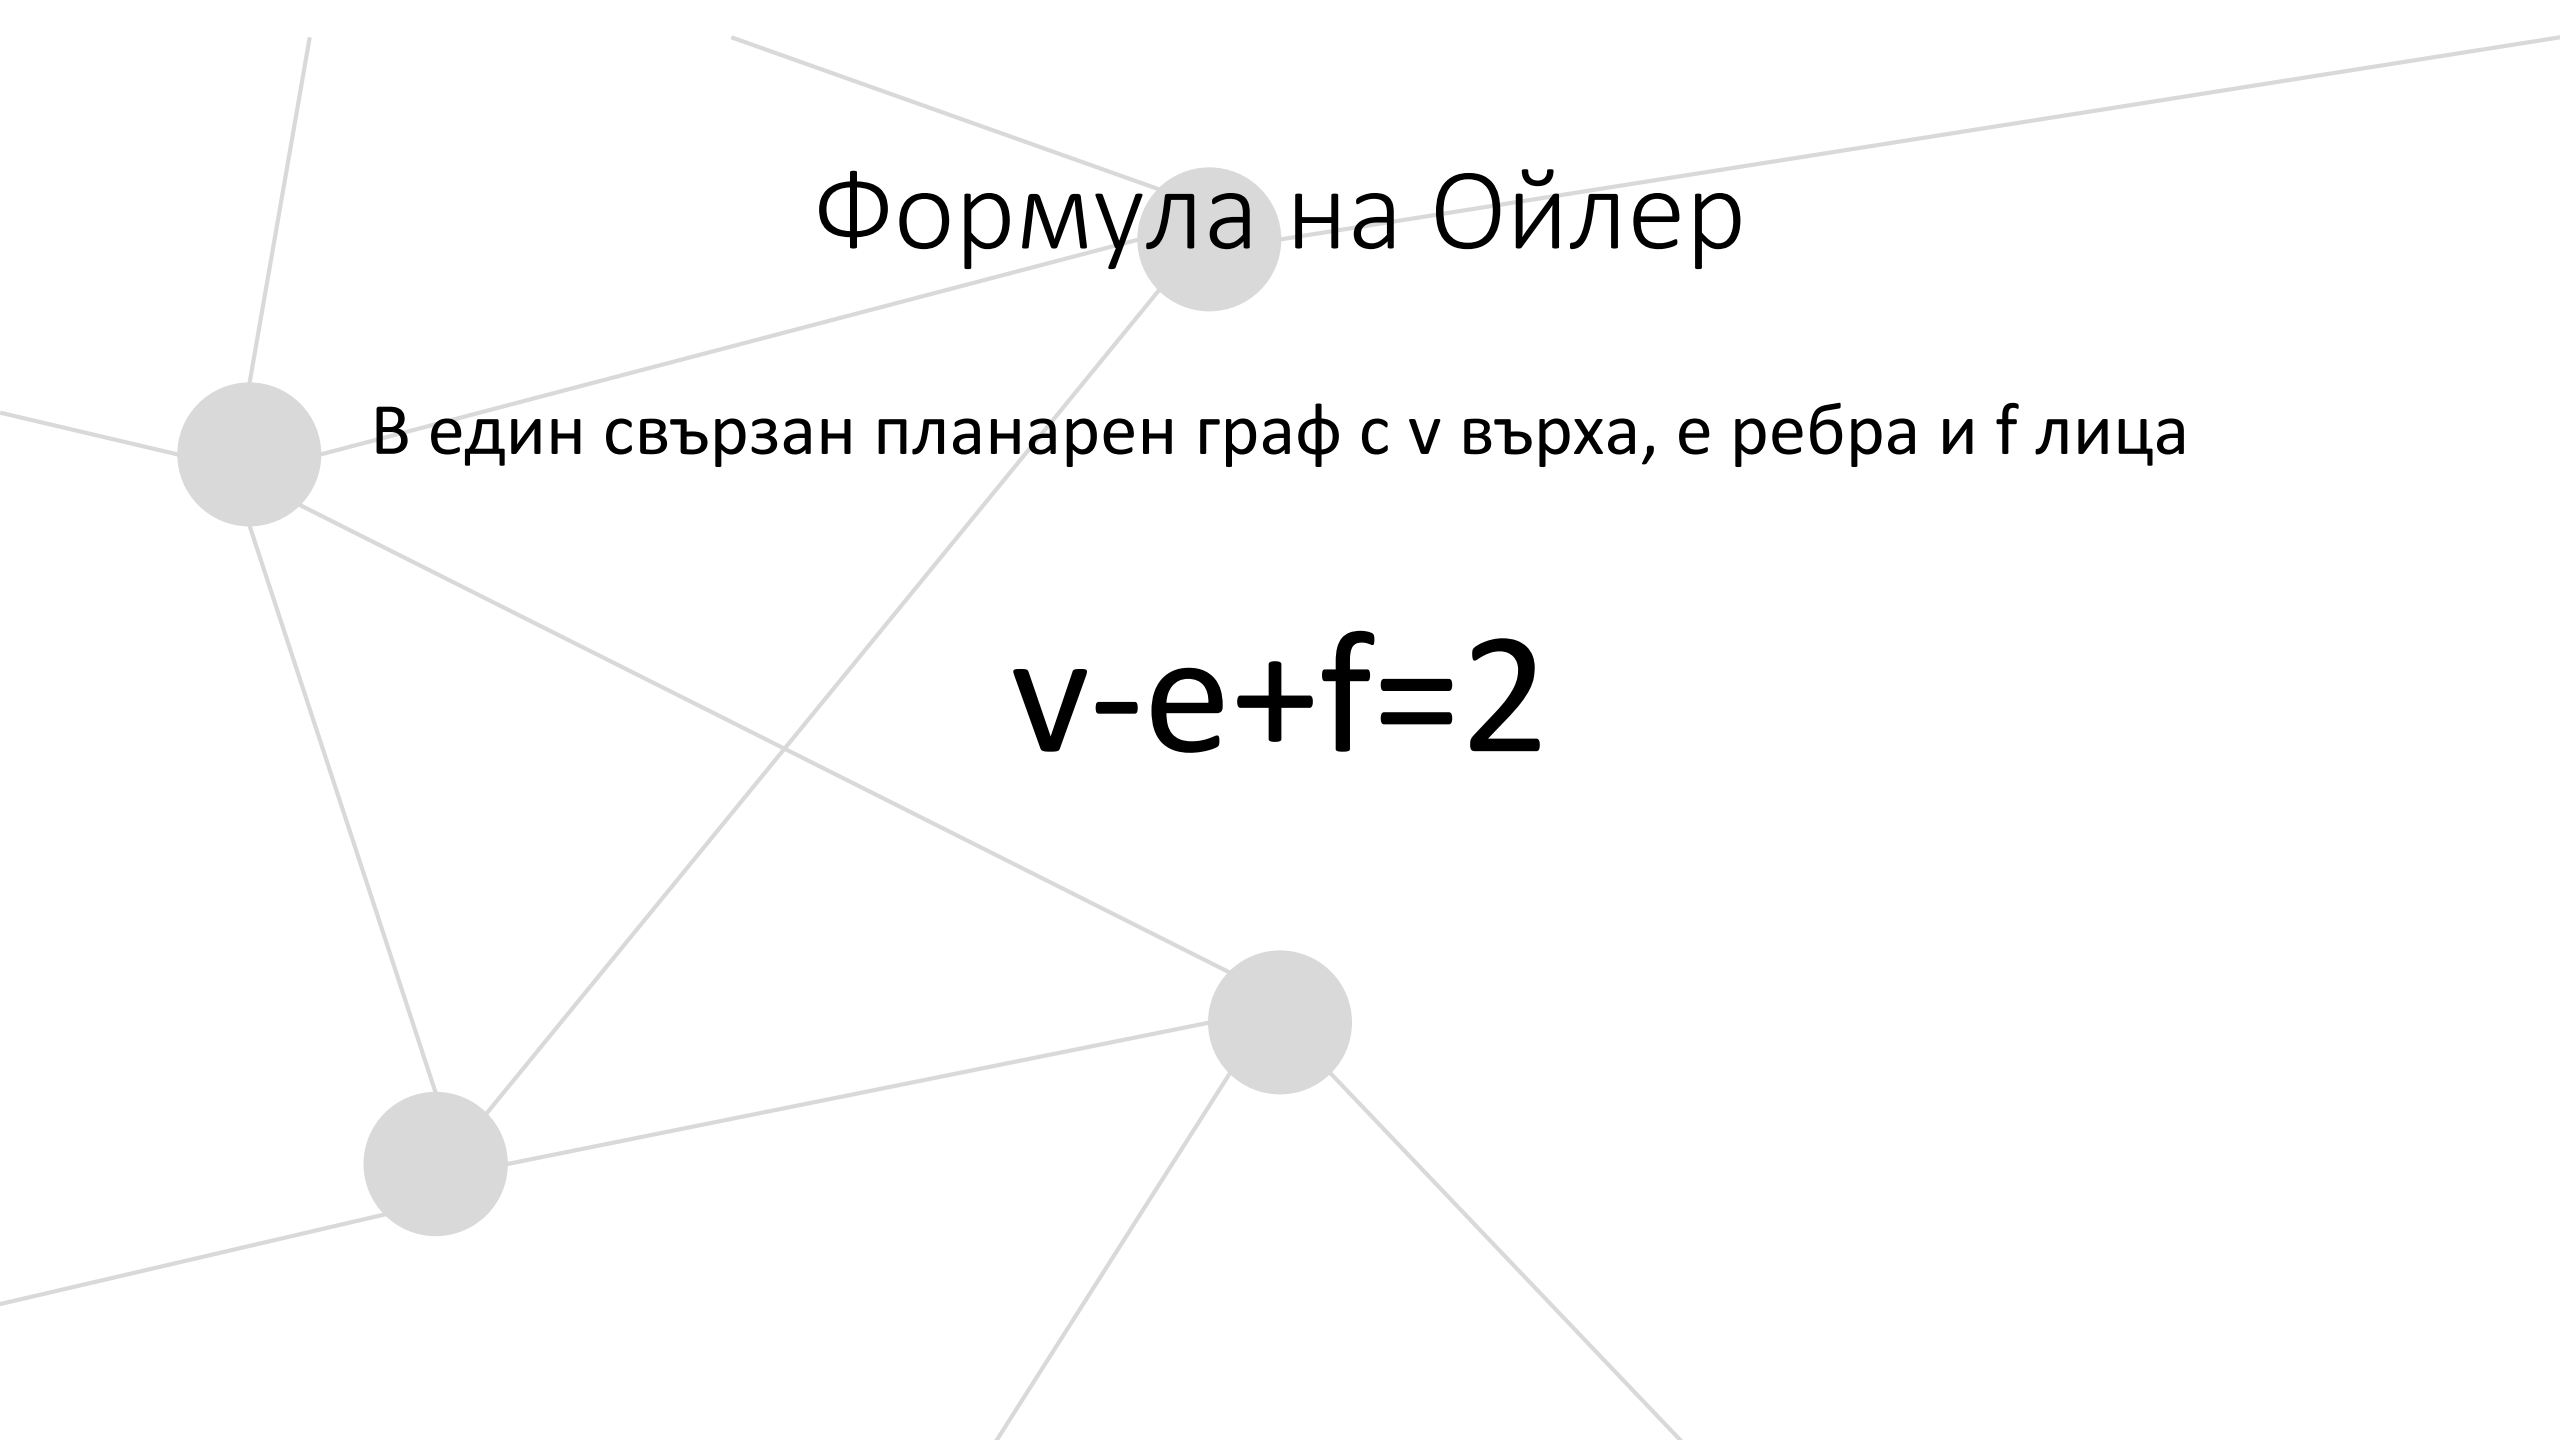 Формула на Ойлер
В един свързан планарен граф с v върха, e ребра и f лица
v-e+f=2